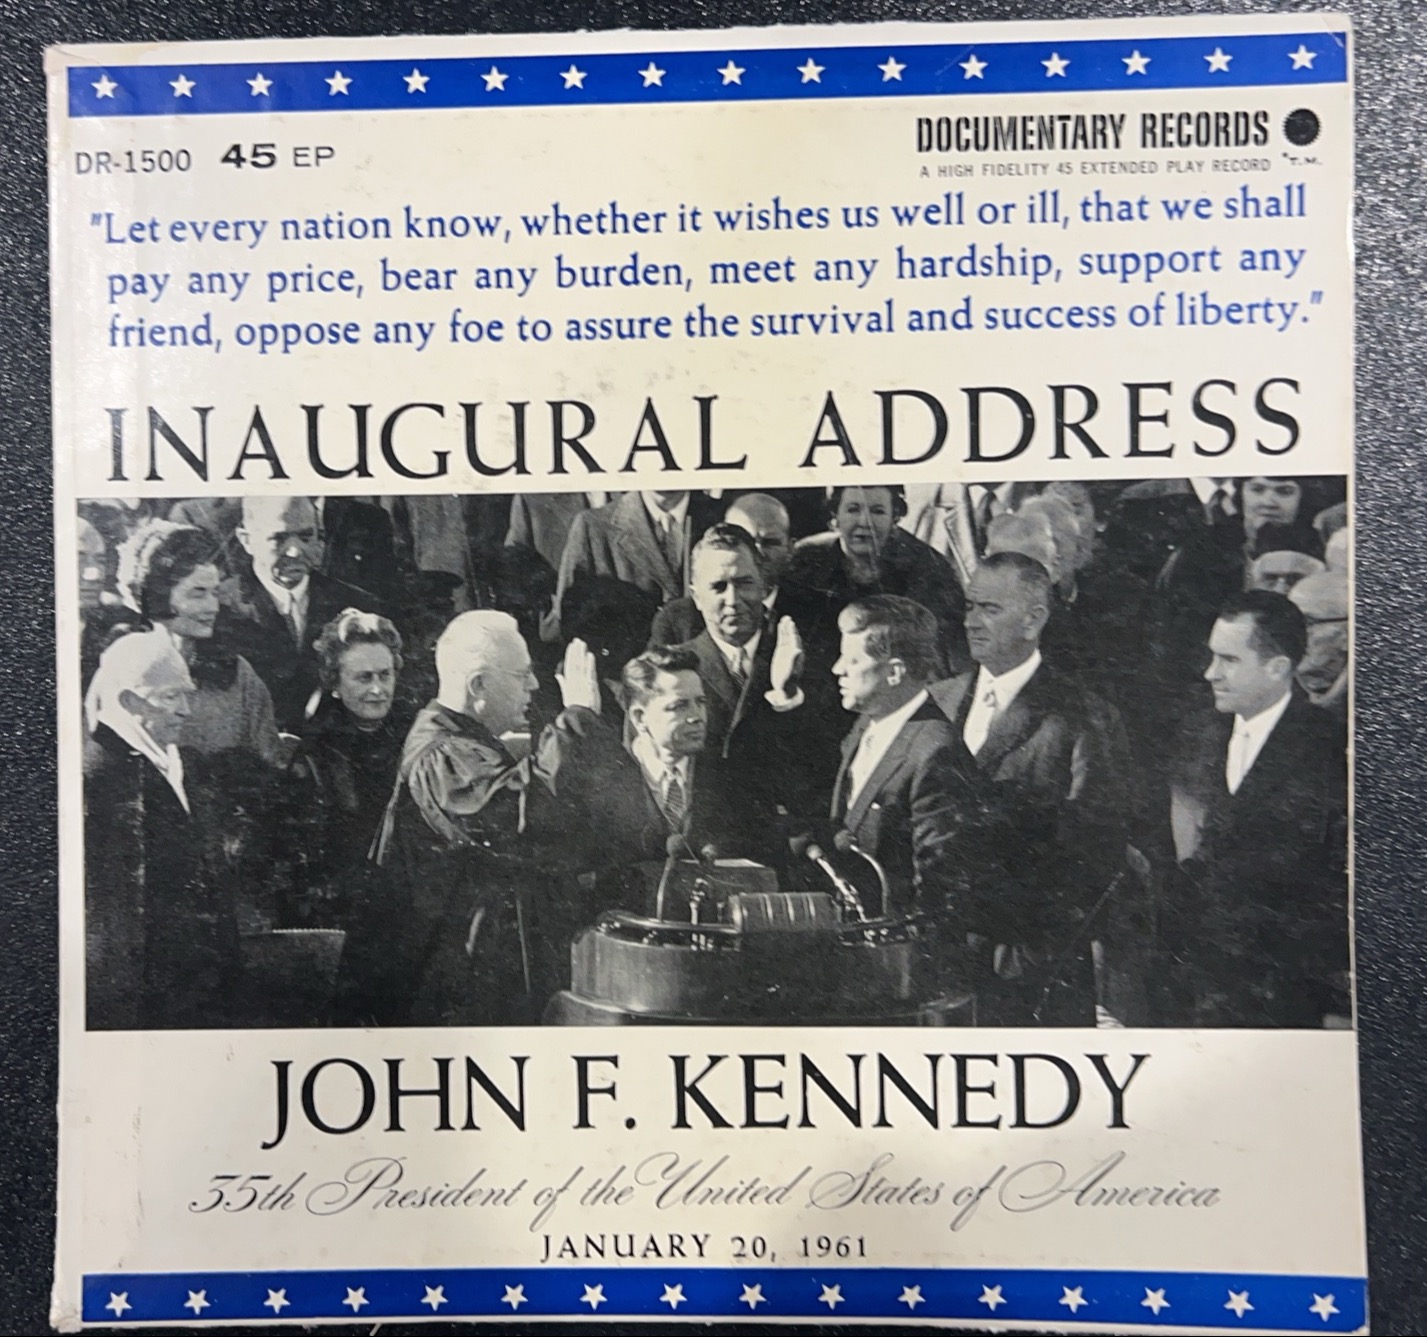 DR-1500 45 EP
DOCUMENTARY RECORDS
A HIGH FIDELITY 45 EXTENDED PLAY RECORD *T.M.
"Let every nation know, whether it wishes us well or ill, that we shall
pay any price, bear any burden, meet any hardship, support any
friend, oppose any foe to assure the survival and success of liberty."
INAUGURAL ADDRESS
JOHN F. KENNEDY
35th President of the United States of America
JANUARY 20, 1961